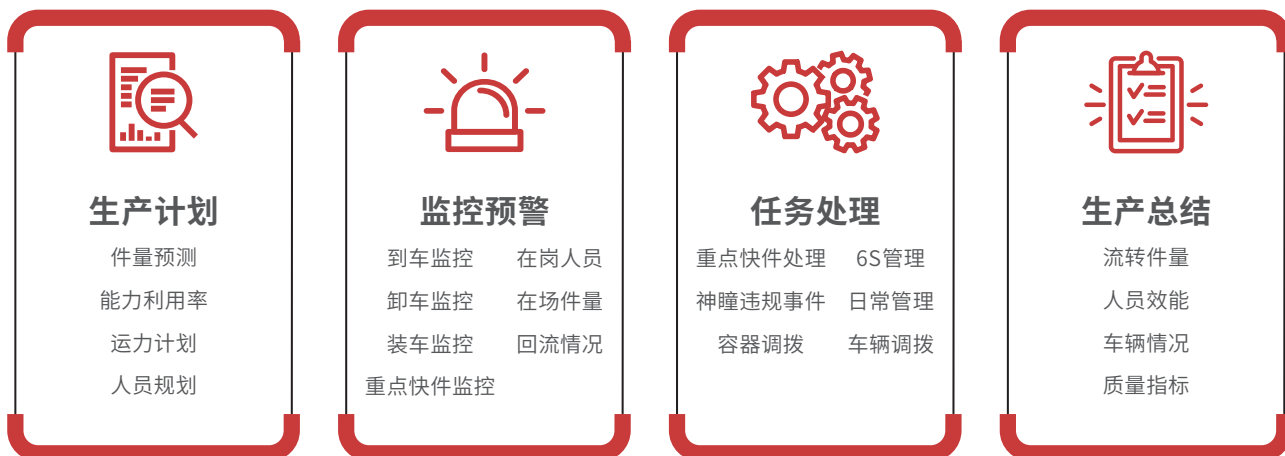 生产计划
件量预测
能力利用率
运力计划
人员规划
监控预警
到车监控 在岗人员
卸车监控 在场件量
装车监控 回流情况
重点快件监控
任务处理
重点快件处理 6S管理
神瞳违规事件 日常管理
容器调拨 车辆调拨
生产总结
流转件量
人员效能
车辆情况
质量指标